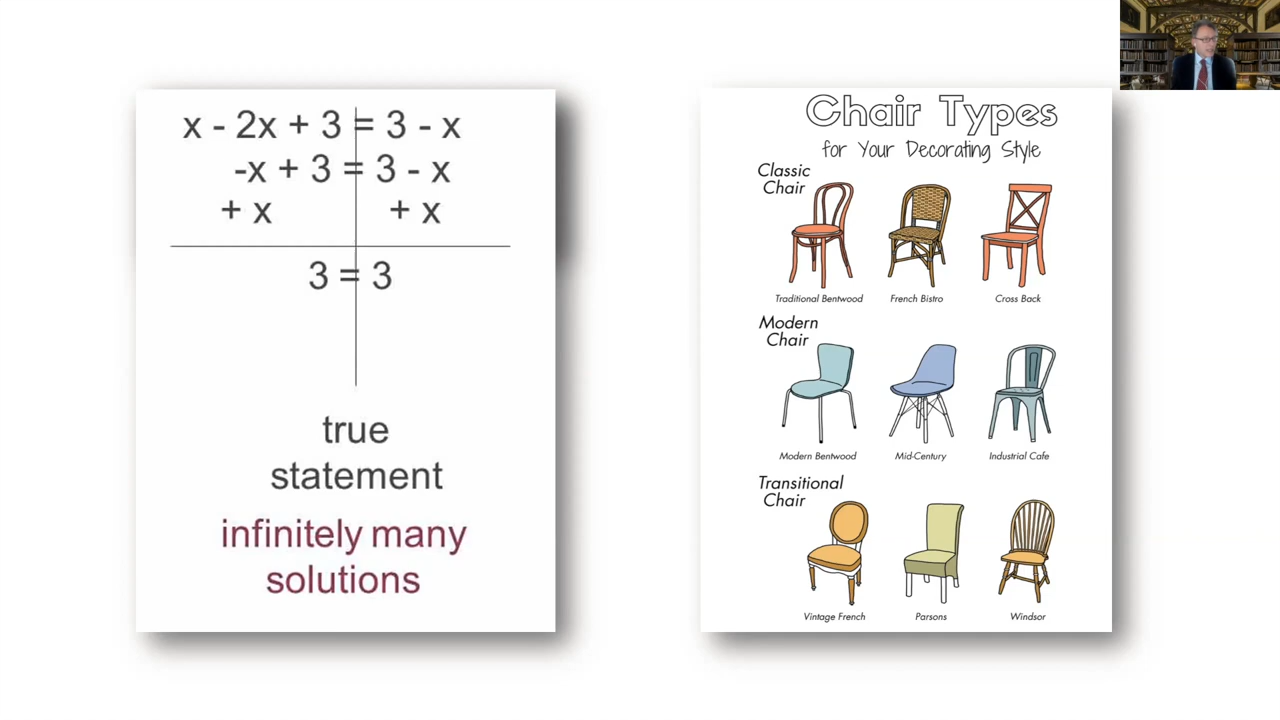 x - 2x + 3 = 3 - x
-x + 3 = 3 - x
+ x + x
3 = 3
true
statement
infinitely many
solutions
Chair Types
for Your Decorating Style
Classic
Chair
Traditional Bentwood French Bistro Cross Back
Modern
Chair
Modern Bentwood Mid-Century Industrial Cafe
Transitional
Chair
Vintage French Parsons Windsor